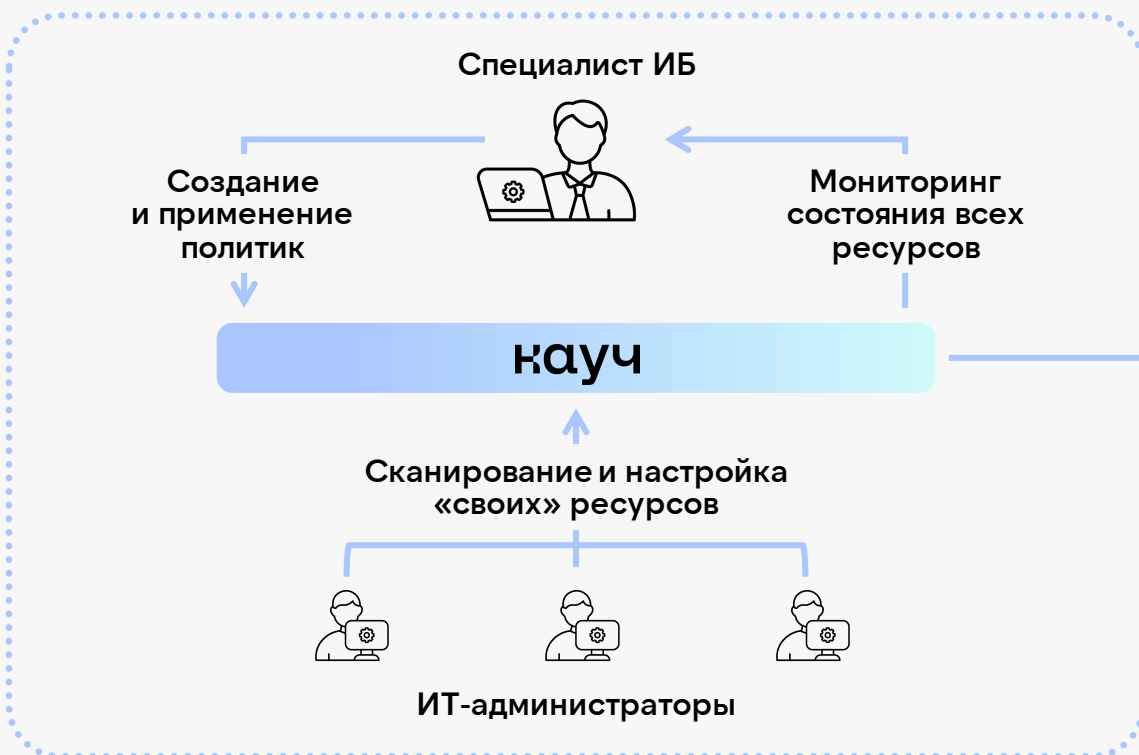 Специалист ИБ
Создание
и применение
политик
Мониторинг
состояния всех
ресурсов
кауч
Сканирование и настройка
«своих» ресурсов
ИТ-администраторы